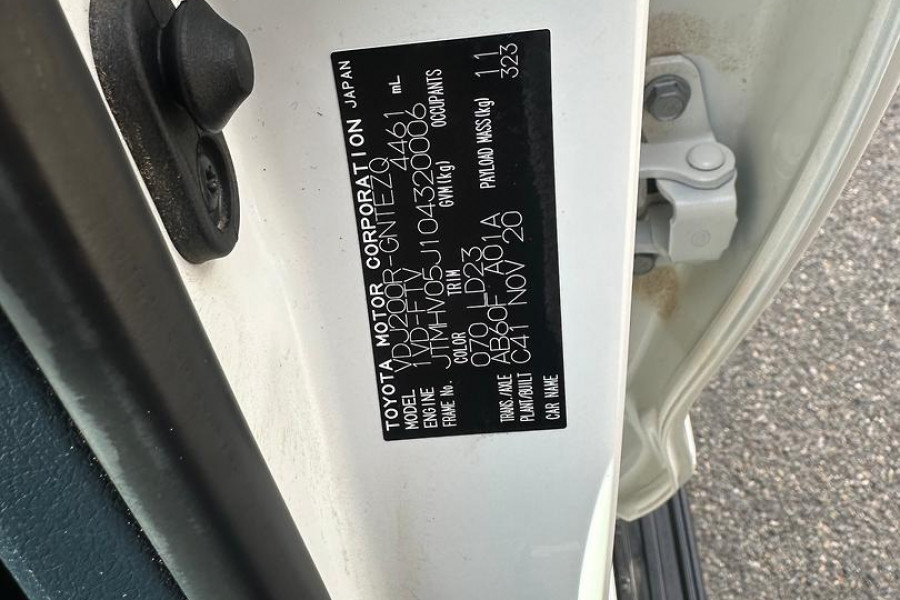 TOYOTA MOTOR CORPORATION JAPAN
MODEL VDJ200R-GNTEZQ
ENGINE 1VD-FTV 4461 mL
FRAME No. JTMHV05J104320006
COLOR TRIM GVM(kg) OCCUPANTS
070 LD23 11
TRANS./AXLE AB60F A01A PAYLOAD MASS(kg) 323
PLANT/BUILT C41 NOV 20
CAR NAME